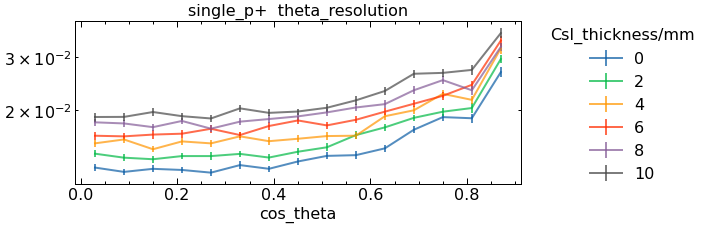 single_p+ theta_resolution
CsI_thickness/mm
3 × 10⁻²
2 × 10⁻²
0
2
4
6
8
10
0.0 0.2 0.4 0.6 0.8
cos_theta